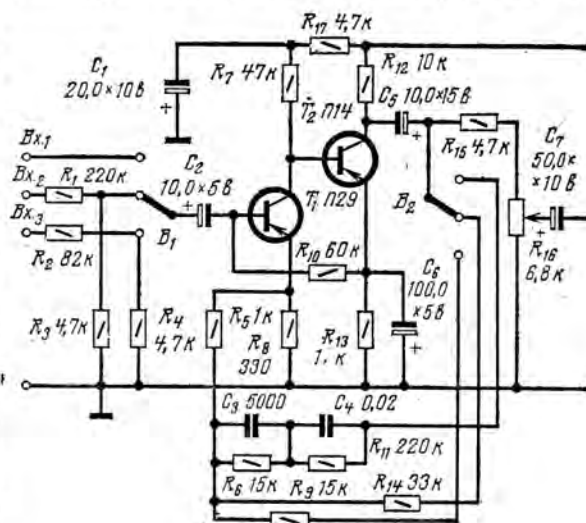 R17 4,7к
R7 47к
R12 10к
C1
20,0×10в
+
C5 10,0×15в
+
T2 П14
R15 4,7к
C7
50,0×
×10в
+
Вх.1
Вх.2
R1 220к
C2
10,0×6в
+
Вх.3
B1
T1 П29
B2
R2 82к
R10 60к
C6
100,0
×6в
+
R16
6,8к
R3 4,7к
R4
4,7к
R5 1к
R8
330
R13
1,к
C3 5000
C4 0,02
R11 220к
R6 15к
R9 15к
R14 33к